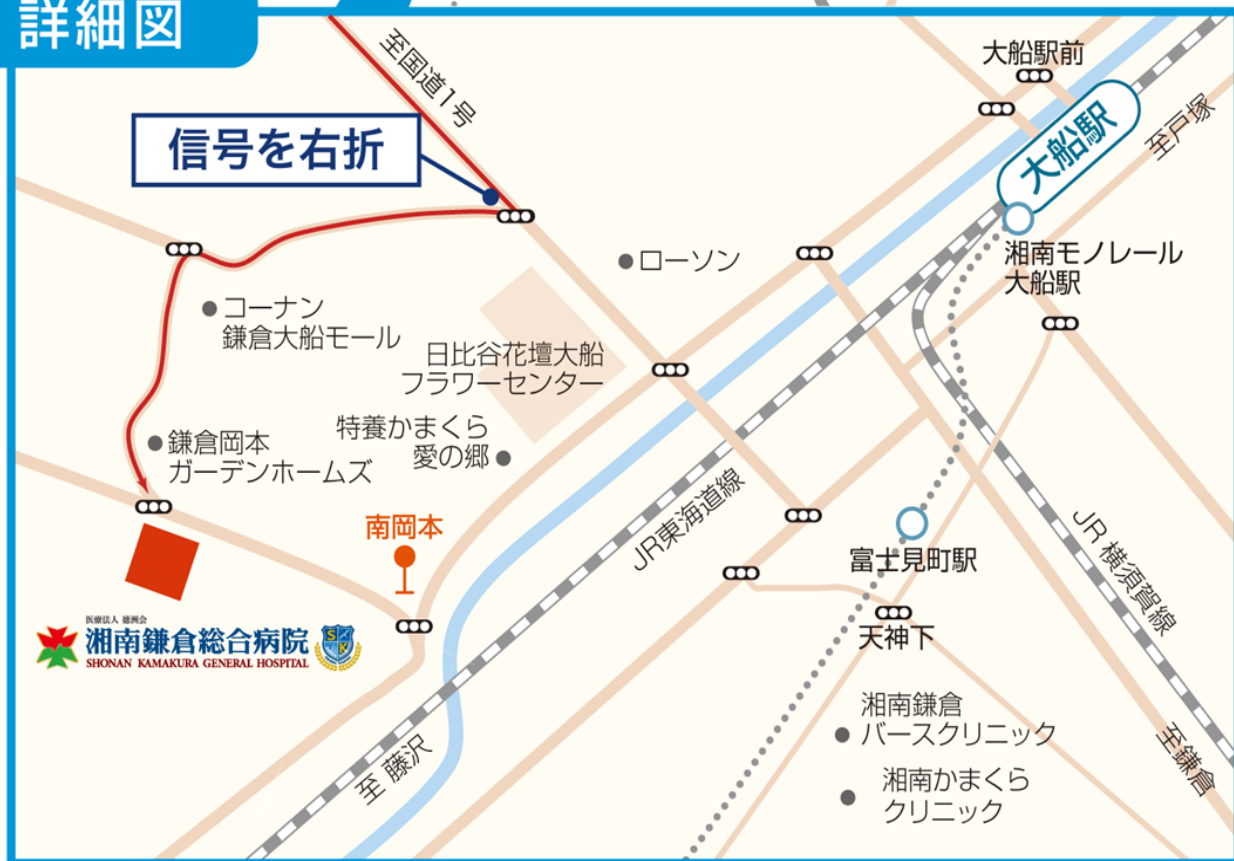 詳細図
至国道1号
大船駅前
信号を右折
大船駅
至戸塚
ローソン
湘南モノレール
大船駅
コーナン
鎌倉大船モール
日比谷花壇大船
フラワーセンター
特養かまくら
愛の郷
鎌倉岡本
ガーデンホームズ
JR東海道線
南岡本
富士見町駅
JR横須賀線
天神下
医療法人 徳洲会
湘南鎌倉総合病院
SHONAN KAMAKURA GENERAL HOSPITAL
S
K
湘南鎌倉
バースクリニック
至 藤沢
至鎌倉
湘南かまくら
クリニック